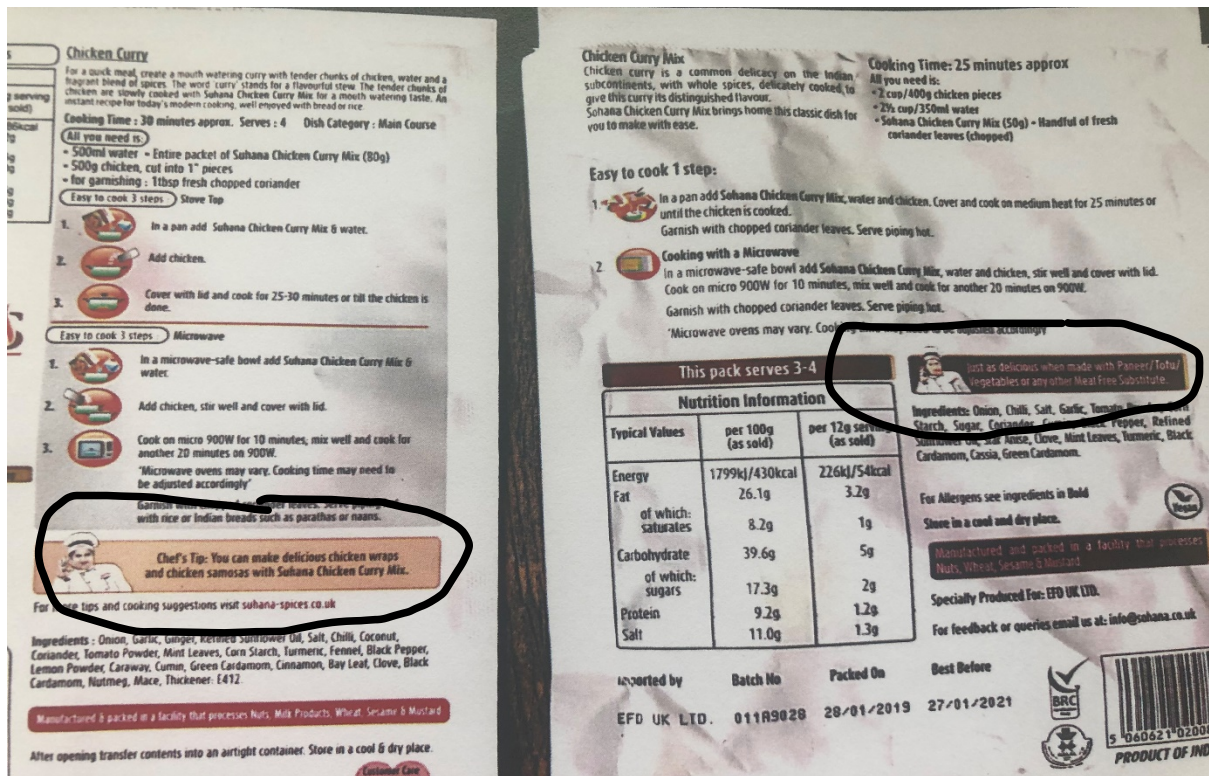 Chicken Curry
For a quick meal, create a mouth watering curry with tender chunks of chicken, water and a
fragrant blend of spices. The word 'curry' stands for a flavourful stew. The tender chunks of
chicken are slowly cooked with Suhana Chicken Curry Mix for a mouth watering taste. An
instant recipe for today's modern cooking, well enjoyed with bread or rice.
Cooking Time : 30 minutes approx. Serves : 4 Dish Category : Main Course
All you need is
• 500ml water • Entire packet of Suhana Chicken Curry Mix (80g)
• 500g chicken, cut into 1" pieces
• for garnishing : 1tbsp fresh chopped coriander
Easy to cook 3 steps Stove Top
1. In a pan add Suhana Chicken Curry Mix & water.
2. Add chicken.
3. Cover with lid and cook for 25-30 minutes or till the chicken is
done.
Easy to cook 3 steps Microwave
1. In a microwave-safe bowl add Suhana Chicken Curry Mix &
water.
2. Add chicken, stir well and cover with lid.
3. Cook on micro 900W for 10 minutes, mix well and cook for
another 20 minutes on 900W.
"Microwave ovens may vary. Cooking time may need to
be adjusted accordingly"
Garnish with leaves. Serve piping
with rice or Indian breads such as parathas or naans.
Chef's Tip: You can make delicious chicken wraps
and chicken samosas with Suhana Chicken Curry Mix.
For more tips and cooking suggestions visit suhana-spices.co.uk
Ingredients : Onion, Garlic, Ginger, Refined Sunflower Oil, Salt, Chilli, Coconut,
Coriander, Tomato Powder, Mint Leaves, Corn Starch, Turmeric, Fennel, Black Pepper,
Lemon Powder, Caraway, Cumin, Green Cardamom, Cinnamon, Bay Leaf, Clove, Black
Cardamom, Nutmeg, Mace, Thickener: E412.
Manufactured & packed in a facility that processes Nuts, Milk Products, Wheat, Sesame & Mustard
After opening transfer contents into an airtight container. Store in a cool & dry place.
Customer Care
Chicken Curry Mix
Chicken curry is a common delicacy on the Indian
subcontinents, with whole spices, delicately cooked to
give this curry its distinguished flavour.
Suhana Chicken Curry Mix brings home this classic dish for
you to make with ease.
Cooking Time: 25 minutes approx
All you need is:
• 2 cup/400g chicken pieces
• 2½ cup/350ml water
• Suhana Chicken Curry Mix (50g) • Handful of fresh
coriander leaves (chopped)
Easy to cook 1 step:
1 In a pan add Suhana Chicken Curry Mix, water and chicken. Cover and cook on medium heat for 25 minutes or
until the chicken is cooked.
Garnish with chopped coriander leaves. Serve piping hot.
2 Cooking with a Microwave
In a microwave-safe bowl add Suhana Chicken Curry Mix, water and chicken, stir well and cover with lid.
Cook on micro 900W for 10 minutes, mix well and cook for another 20 minutes on 900W.
Garnish with chopped coriander leaves. Serve piping hot.
"Microwave ovens may vary. adjusted accordingly"
This pack serves 3-4
Nutrition Information
Typical Values per 100g (as sold) per 12g (as sold)
Energy 1799kJ/430kcal 226kJ/54kcal
Fat 26.1g 3.2g
of which: saturates 8.2g 1g
Carbohydrate 39.6g 5g
of which: sugars 17.3g 2g
Protein 9.2g 1.2g
Salt 11.0g 1.3g
Just as delicious when made with Paneer/Tofu/
Vegetables or any other Meat Free Substitute.
Ingredients: Onion, Chilli, Salt, Garlic, Tomato
Starch, Sugar, Coriander, Pepper, Refined
Sunflower Oil, Star Anise, Clove, Mint Leaves, Turmeric, Black
Cardamom, Cassia, Green Cardamom.
For Allergens see ingredients in Bold
Vegan
Store in a cool and dry place.
Manufactured and packed in a facility that processes
Nuts, Wheat, Sesame & Mustard
Specially Produced For: EFD UK LTD.
For feedback or queries email us at: info@suhana.co.uk
Imported by Batch No Packed On Best Before
EFD UK LTD. 011A9028 28/01/2019 27/01/2021
BRC
5 060621 0200
PRODUCT OF IND